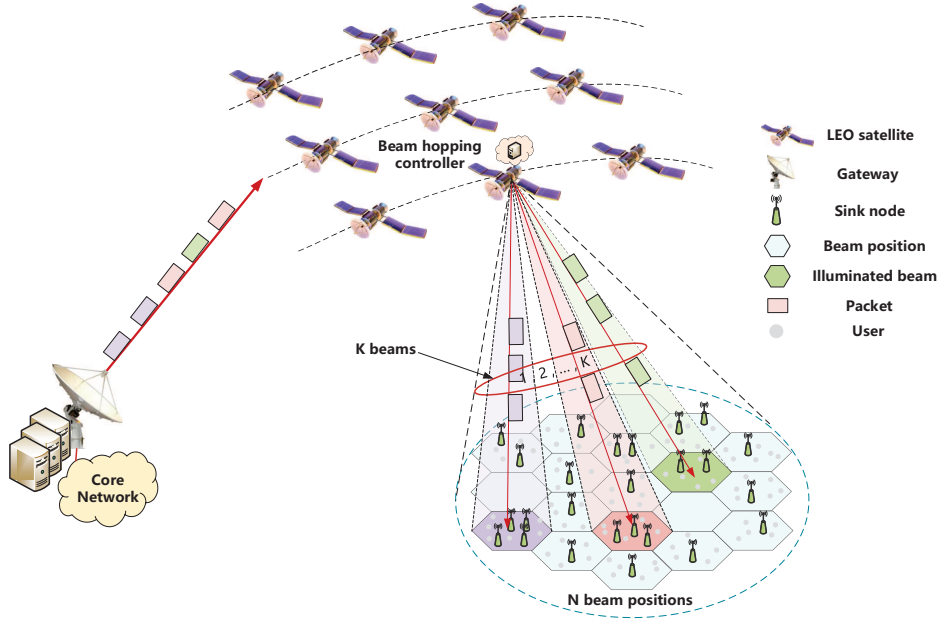 Beam hopping
controller
LEO satellite
Gateway
Sink node
Beam position
Illuminated beam
Packet
User
K beams
1 2 , ... , K
Core
Network
N beam positions